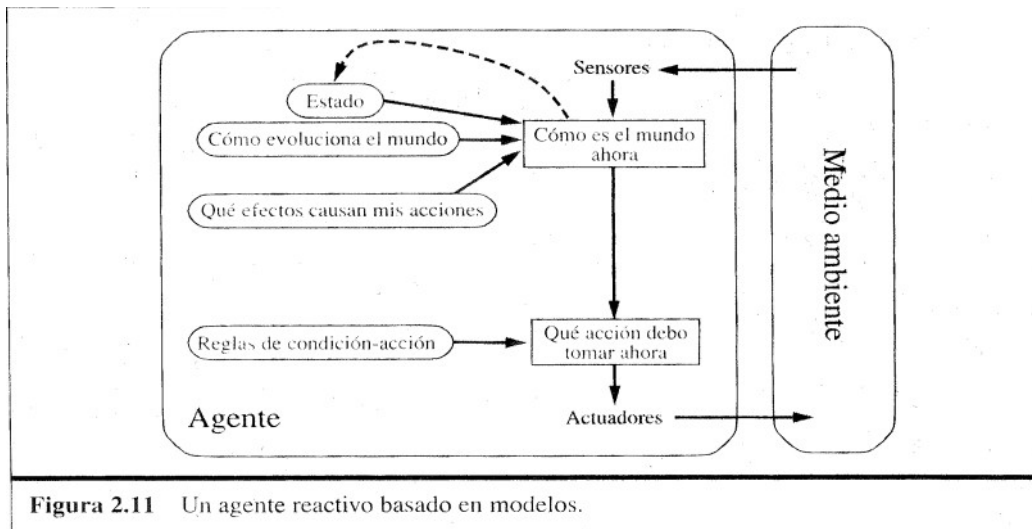 Sensores
Estado
Cómo evoluciona el mundo
Cómo es el mundo
ahora
Qué efectos causan mis acciones
Medio ambiente
Reglas de condición-acción
Qué acción debo
tomar ahora
Agente
Actuadores
Figura 2.11 Un agente reactivo basado en modelos.